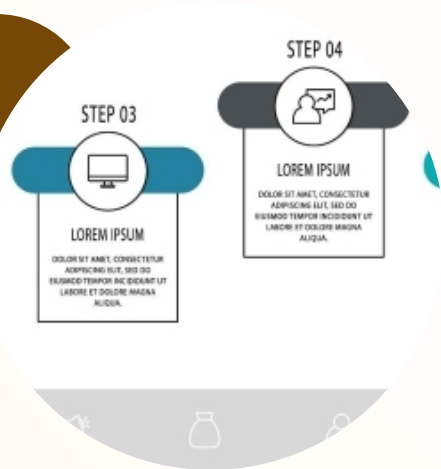 STEP 03
LOREM IPSUM
DOLOR SIT AMET, CONSECTETUR
ADIPISCING ELIT, SED DO
EIUSMOD TEMPOR INCIDIDUNT UT
LABORE ET DOLORE MAGNA
ALIQUA.
STEP 04
LOREM IPSUM
DOLOR SIT AMET, CONSECTETUR
ADIPISCING ELIT, SED DO
EIUSMOD TEMPOR INCIDIDUNT UT
LABORE ET DOLORE MAGNA
ALIQUA.